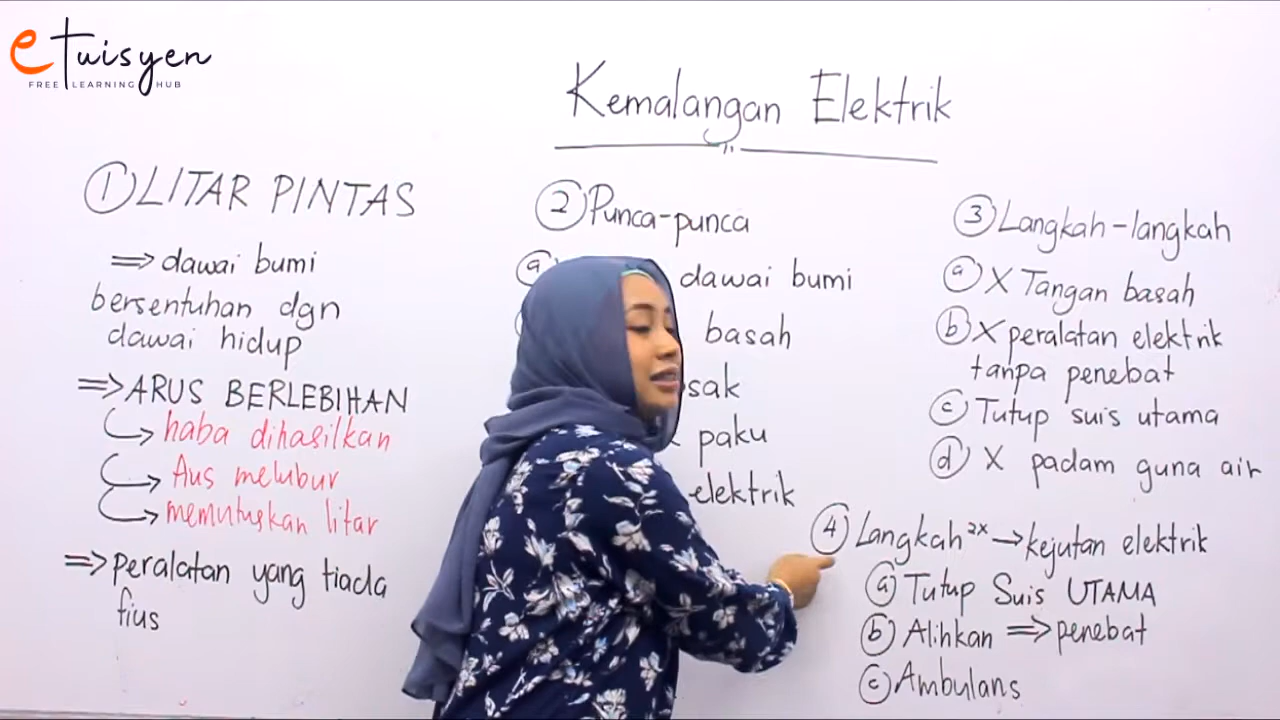 eTuisyen
FREE LEARNING HUB
Kemalangan Elektrik
1 LITAR PINTAS
⇒ dawai bumi
bersentuhan dgn
dawai hidup
⇒ ARUS BERLEBIHAN
→ haba dihasilkan
→ Aus melubur
→ memutuskan litar
⇒ peralatan yang tiada
fius
2 Punca-punca
a dawai bumi
basah
paku
elektrik
3 Langkah-langkah
a X Tangan basah
b X peralatan elektrik
tanpa penebat
c Tutup suis utama
d X padam guna air
4 Langkah2x → kejutan elektrik
a Tutup Suis UTAMA
b Alihkan ⇒ penebat
c Ambulans